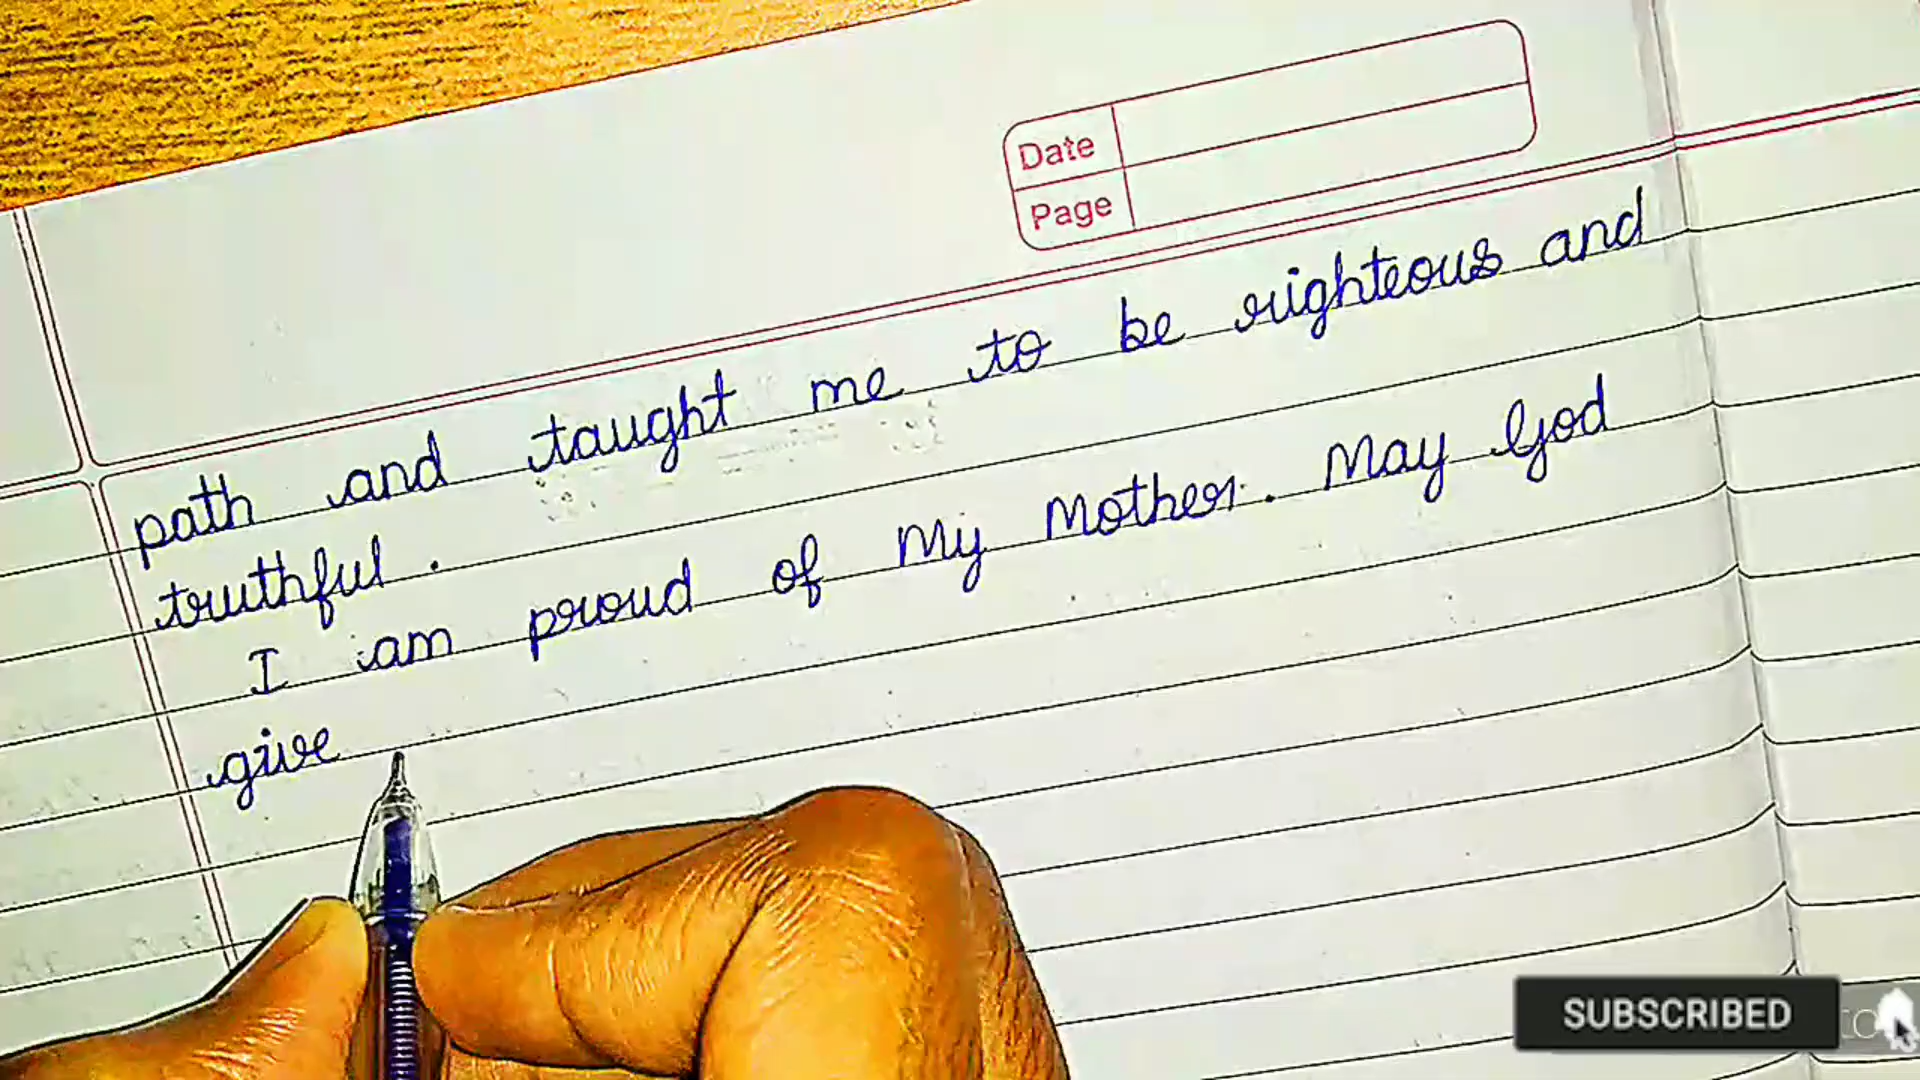 Date
Page
path and taught me to be righteous and
truthful.
I am proud of My Mother. May God
give
SUBSCRIBED